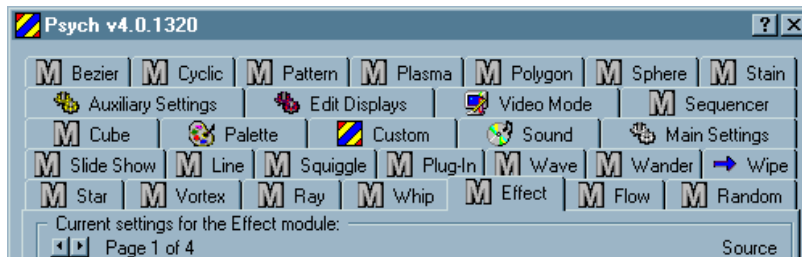 Psych v4.0.1320
Bezier Cyclic Pattern Plasma Polygon Sphere Stain
Auxiliary Settings Edit Displays Video Mode Sequencer
Cube Palette Custom Sound Main Settings
Slide Show Line Squiggle Plug-In Wave Wander Wipe
Star Vortex Ray Whip Effect Flow Random
Current settings for the Effect module:
Page 1 of 4 Source